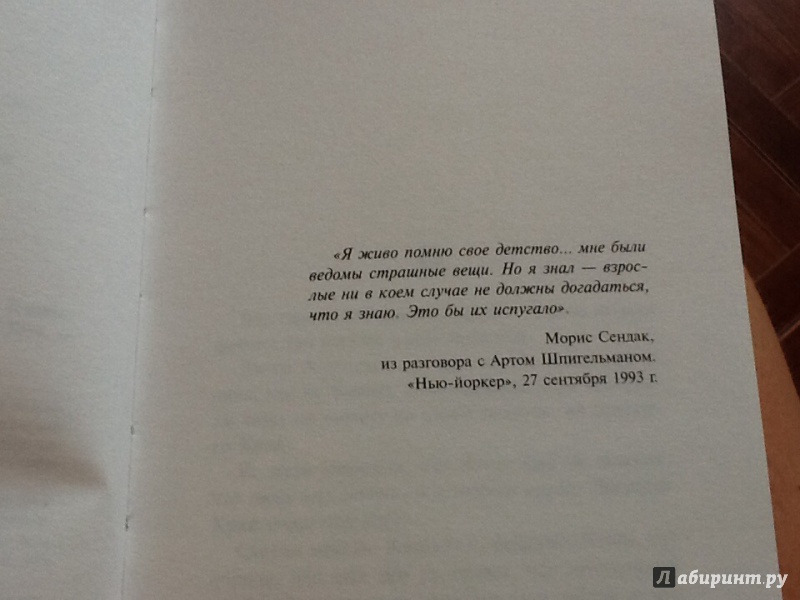 «Я живо помню свое детство... мне были
ведомы страшные вещи. Но я знал — взрос-
лые ни в коем случае не должны догадаться,
что я знаю. Это бы их испугало».
Морис Сендак,
из разговора с Артом Шпигельманом.
«Нью-йоркер», 27 сентября 1993 г.
Лабиринт.ру